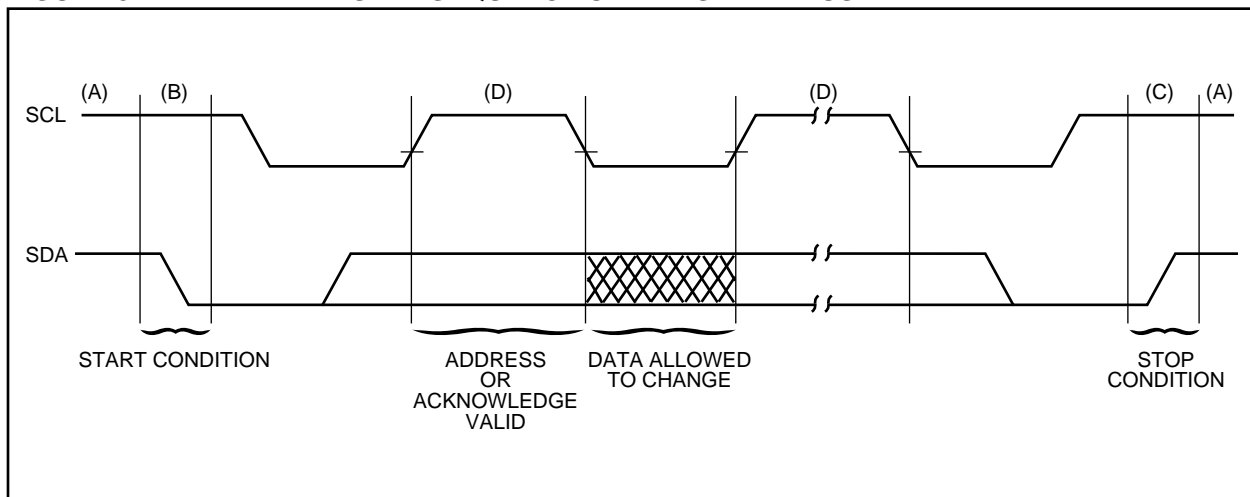 (A) (B) (D) (D) (C) (A)
SCL
SDA
START CONDITION
ADDRESS
OR
ACKNOWLEDGE
VALID
DATA ALLOWED
TO CHANGE
STOP
CONDITION